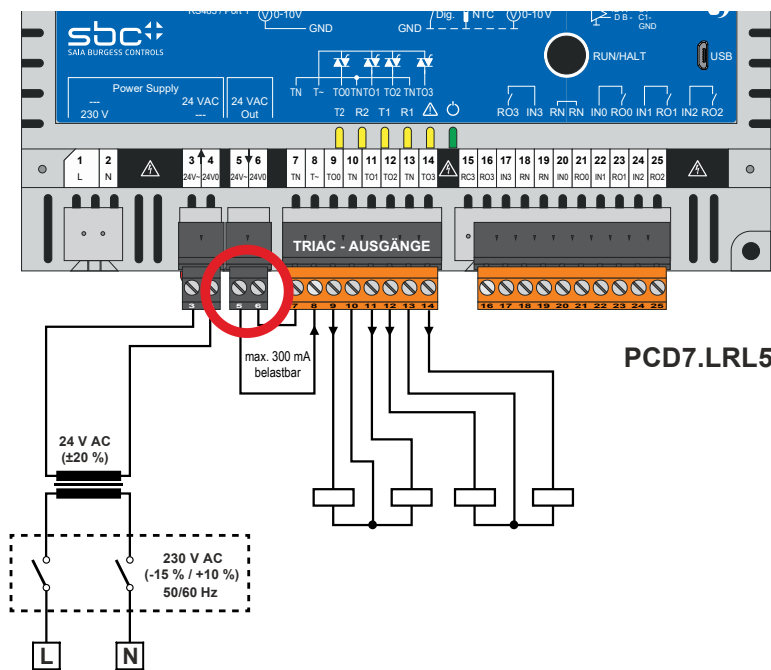 RS485 / Port 1
0-10V
GND
Dig.
NTC
0-10V
GND
D B-
C1-
GND
sbc
SAIA BURGESS CONTROLS
RUN/HALT
USB
Power Supply
---
230 V
24 VAC
---
24 VAC
Out
TN T~ TO0 TN TO1 TO2 TN TO3
T2 R2 T1 R1
RO3 IN3 RN RN IN0 RO0 IN1 RO1 IN2 RO2
1 2 3 4 5 6 7 8 9 10 11 12 13 14 15 16 17 18 19 20 21 22 23 24 25
L N 24V~ 24V0 24V~ 24V0 TN T~ TO0 TN TO1 TO2 TN TO3 RC3 RO3 IN3 RN RN IN0 RO0 IN1 RO1 IN2 RO2
TRIAC - AUSGÄNGE
3 5 6 7 8 9 10 11 12 13 14 16 17 18 19 20 21 22 23 24 25
max. 300 mA
belastbar
PCD7.LRL5
24 V AC
(±20 %)
230 V AC
(-15 % / +10 %)
50/60 Hz
L N